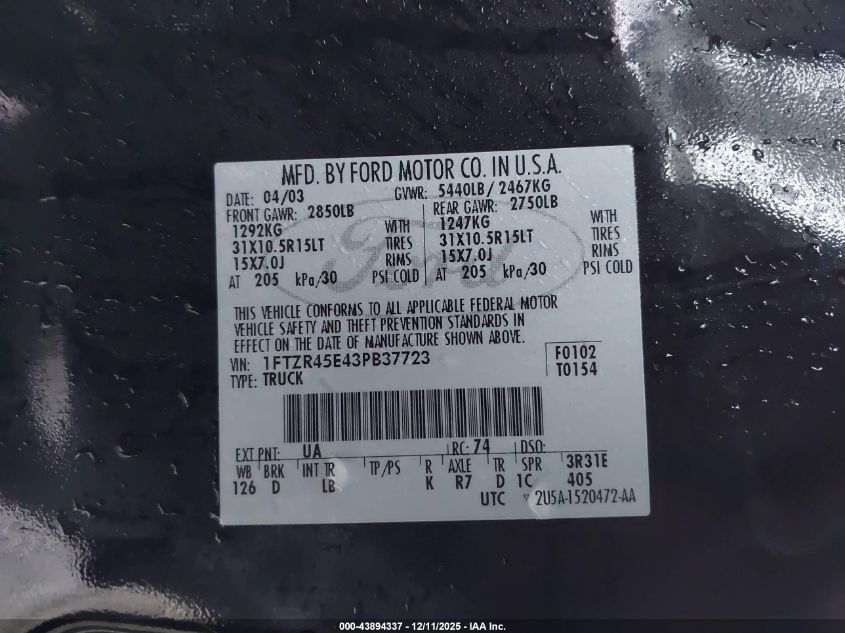 MFD. BY FORD MOTOR CO. IN U.S.A.
DATE: 04/03 GVWR: 5440LB / 2467KG
FRONT GAWR: 2850LB REAR GAWR: 2750LB
1292KG WITH 1247KG WITH
31X10.5R15LT TIRES 31X10.5R15LT TIRES
15X7.0J RIMS 15X7.0J RIMS
AT 205 kPa/30 PSI COLD AT 205 kPa/30 PSI COLD
Ford
THIS VEHICLE CONFORMS TO ALL APPLICABLE FEDERAL MOTOR
VEHICLE SAFETY AND THEFT PREVENTION STANDARDS IN
EFFECT ON THE DATE OF MANUFACTURE SHOWN ABOVE.
VIN: 1FTZR45E43PB37723 F0102
TYPE: TRUCK T0154
EXT PNT: UA RC: 74 DSO:
WB BRK INT TR TP/PS R AXLE TR SPR 3R31E
126 D LB K R7 D 1C 405
UTC ▽ 2U5A-1520472-AA
000-43894337 - 12/11/2025 - IAA Inc.